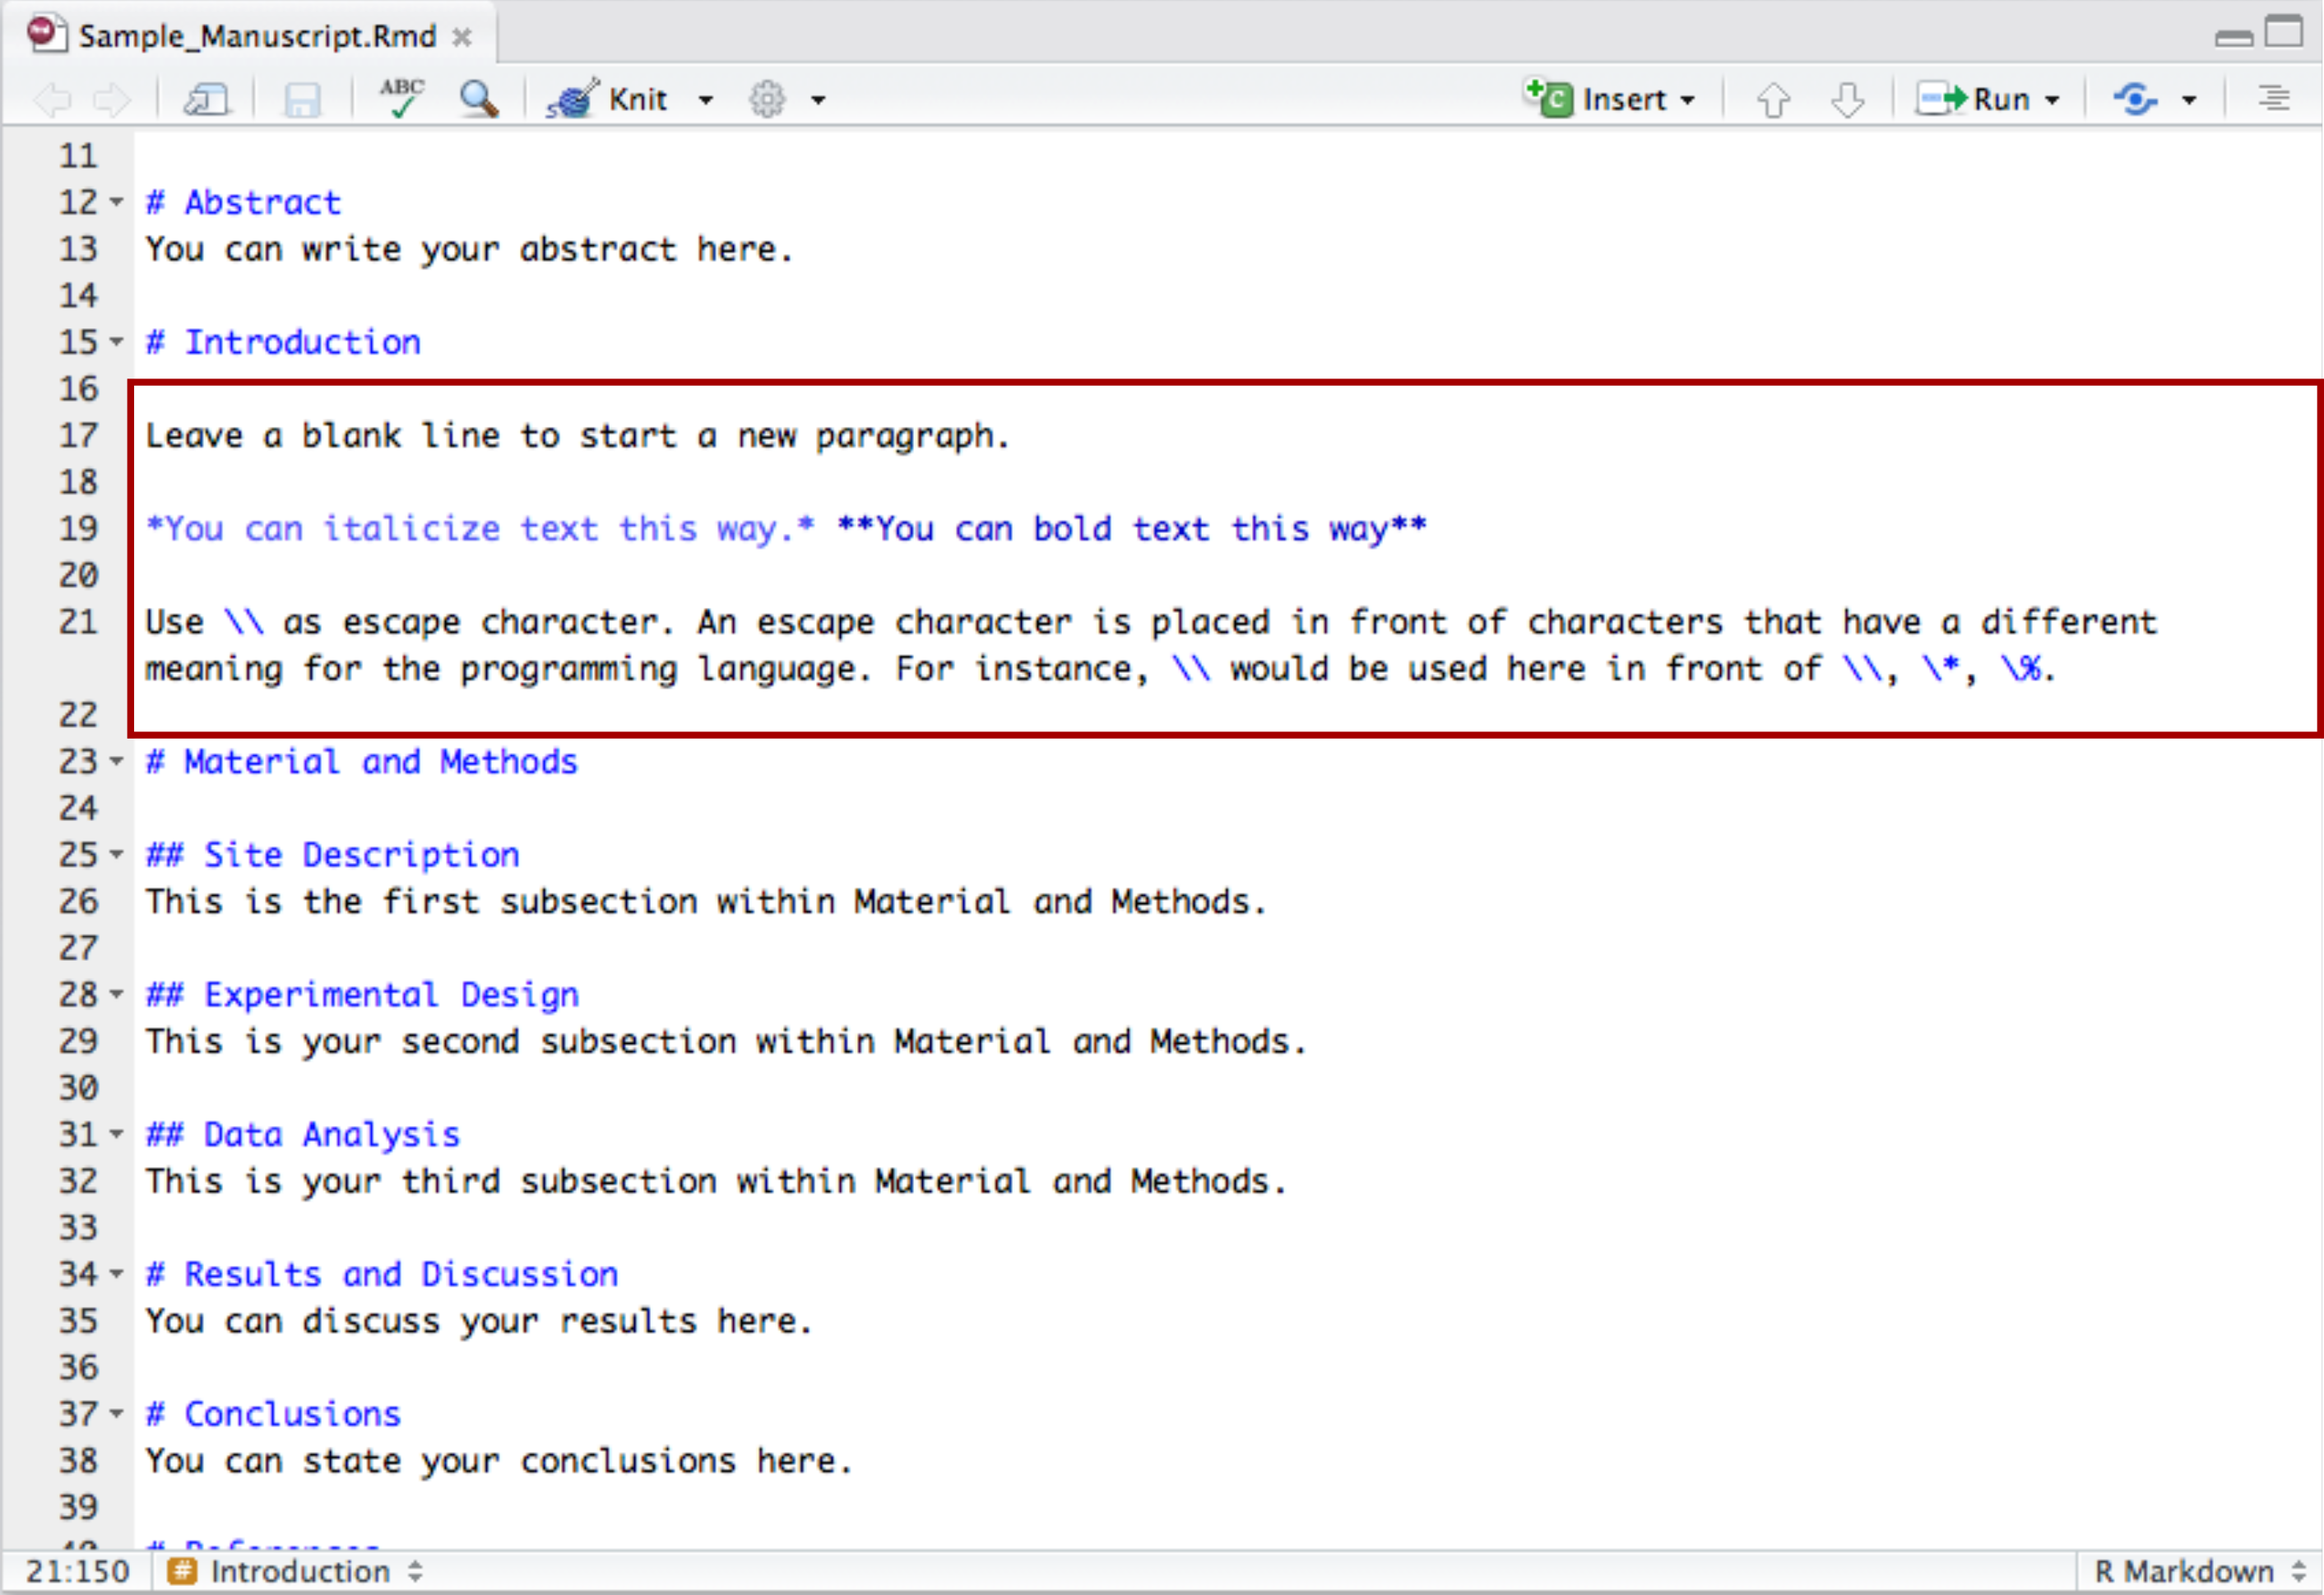 Sample_Manuscript.Rmd
ABC Knit Insert Run
11
12 # Abstract
13 You can write your abstract here.
14
15 # Introduction
16
17 Leave a blank line to start a new paragraph.
18
19 *You can italicize text this way.* **You can bold text this way**
20
21 Use \\ as escape character. An escape character is placed in front of characters that have a different
meaning for the programming language. For instance, \\ would be used here in front of \\, \*, \%.
22
23 # Material and Methods
24
25 ## Site Description
26 This is the first subsection within Material and Methods.
27
28 ## Experimental Design
29 This is your second subsection within Material and Methods.
30
31 ## Data Analysis
32 This is your third subsection within Material and Methods.
33
34 # Results and Discussion
35 You can discuss your results here.
36
37 # Conclusions
38 You can state your conclusions here.
39
40 # References
21:150 # Introduction R Markdown